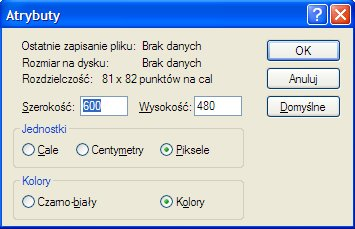 Atrybuty
Ostatnie zapisanie pliku: Brak danych
Rozmiar na dysku: Brak danych
Rozdzielczość: 81 x 82 punktów na cal
OK
Anuluj
Domyślne
Szerokość: 600 Wysokość: 480
Jednostki
Cale Centymetry Piksele
Kolory
Czarno-biały Kolory